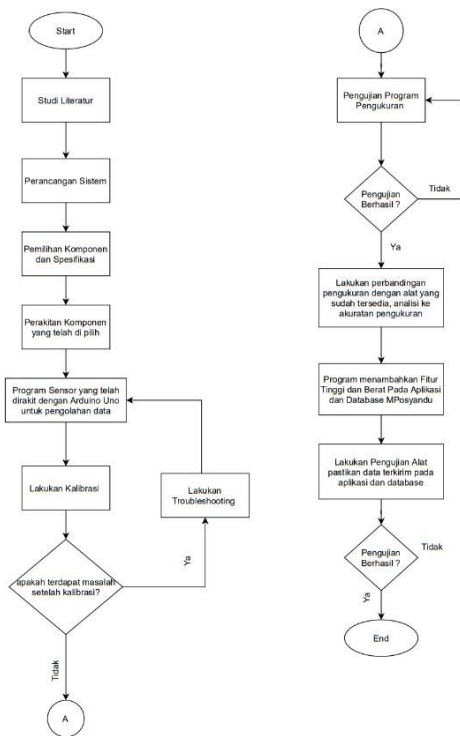 Start
Studi Literatur
Perancangan Sistem
Pemilihan Komponen
dan Spesifikasi
Perakitan Komponen
yang telah di pilih
Program Sensor yang telah
dirakit dengan Arduino Uno
untuk pengolahan data
Lakukan Kalibrasi
Lakukan
Troubleshooting
apakah terdapat masalah
setelah kalibrasi?
Ya
Tidak
A
A
Pengujian Program
Pengukuran
Pengujian
Berhasil ?
Tidak
Ya
Lakukan perbandingan
pengukuran dengan alat yang
sudah tersedia, analisi ke
akuratan pengukuran
Program menambahkan Fitur
Tinggi dan Berat Pada Aplikasi
dan Database MPosyandu
Lakukan Pengujian Alat
pastikan data terkirim pada
aplikasi dan database
Pengujian
Berhasil ?
Tidak
Ya
End